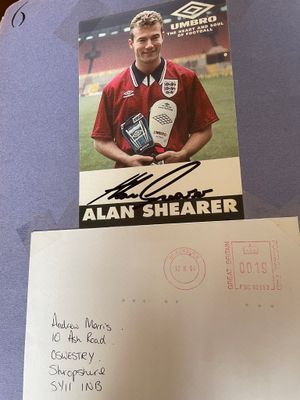 6
UMBRO
THE HEART AND SOUL
OF FOOTBALL
ALAN SHEARER
GREAT BRITAIN
0019
Andrew Morris
10 Ash Road
OSWESTRY
Shropshire
SY11 1NB